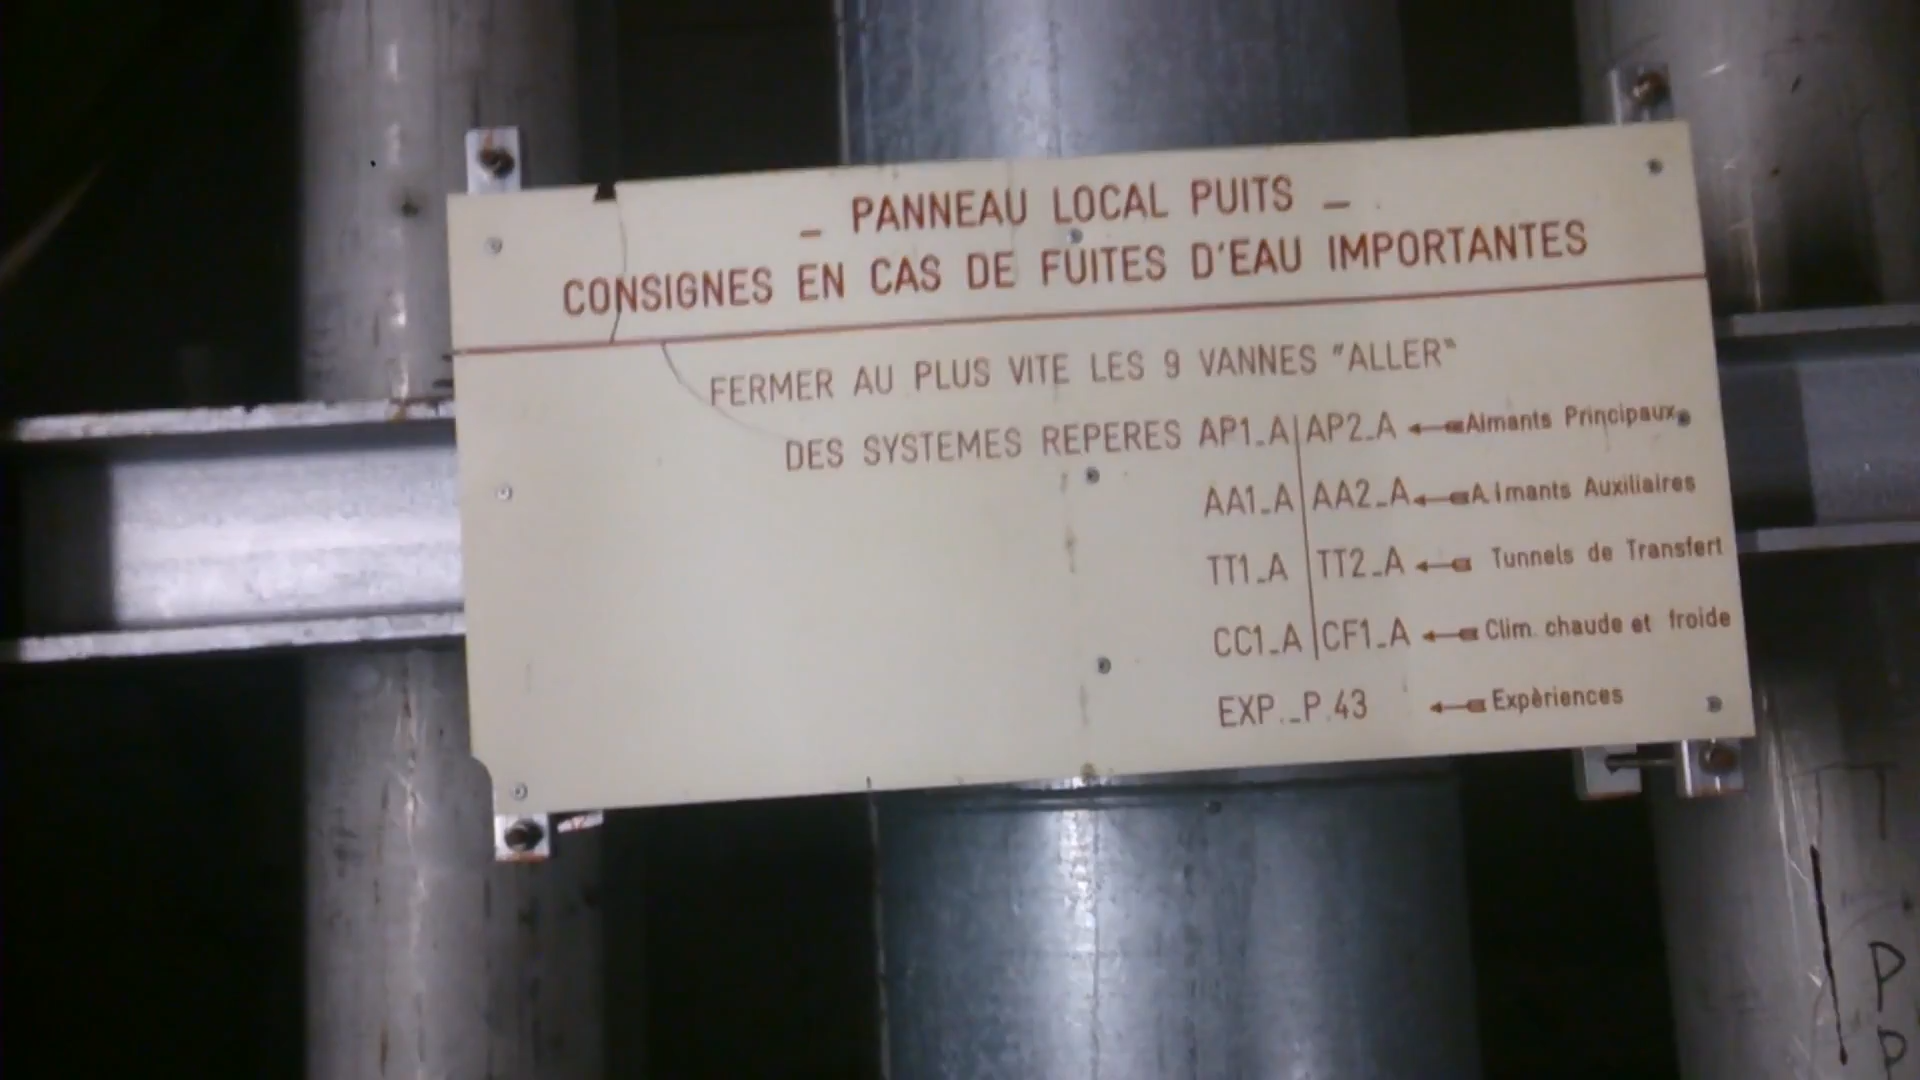 _ PANNEAU LOCAL PUITS _
CONSIGNES EN CAS DE FUITES D'EAU IMPORTANTES
FERMER AU PLUS VITE LES 9 VANNES "ALLER"
DES SYSTEMES REPERES AP1_A | AP2_A ← Aimants Principaux
AA1_A | AA2_A ← A.Imants Auxiliaires
TT1_A | TT2_A ← Tunnels de Transfert
CC1_A | CF1_A ← Clim. chaude et froide
EXP._P.43 ← Expèriences
P
P